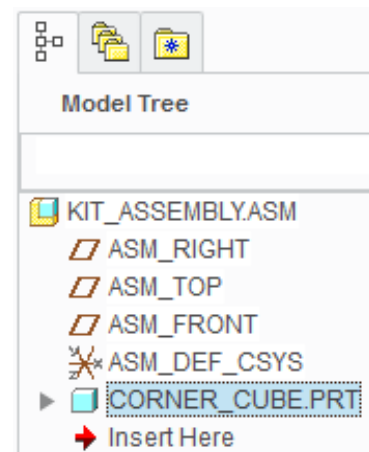 Model Tree
KIT_ASSEMBLY.ASM
ASM_RIGHT
ASM_TOP
ASM_FRONT
ASM_DEF_CSYS
CORNER_CUBE.PRT
Insert Here